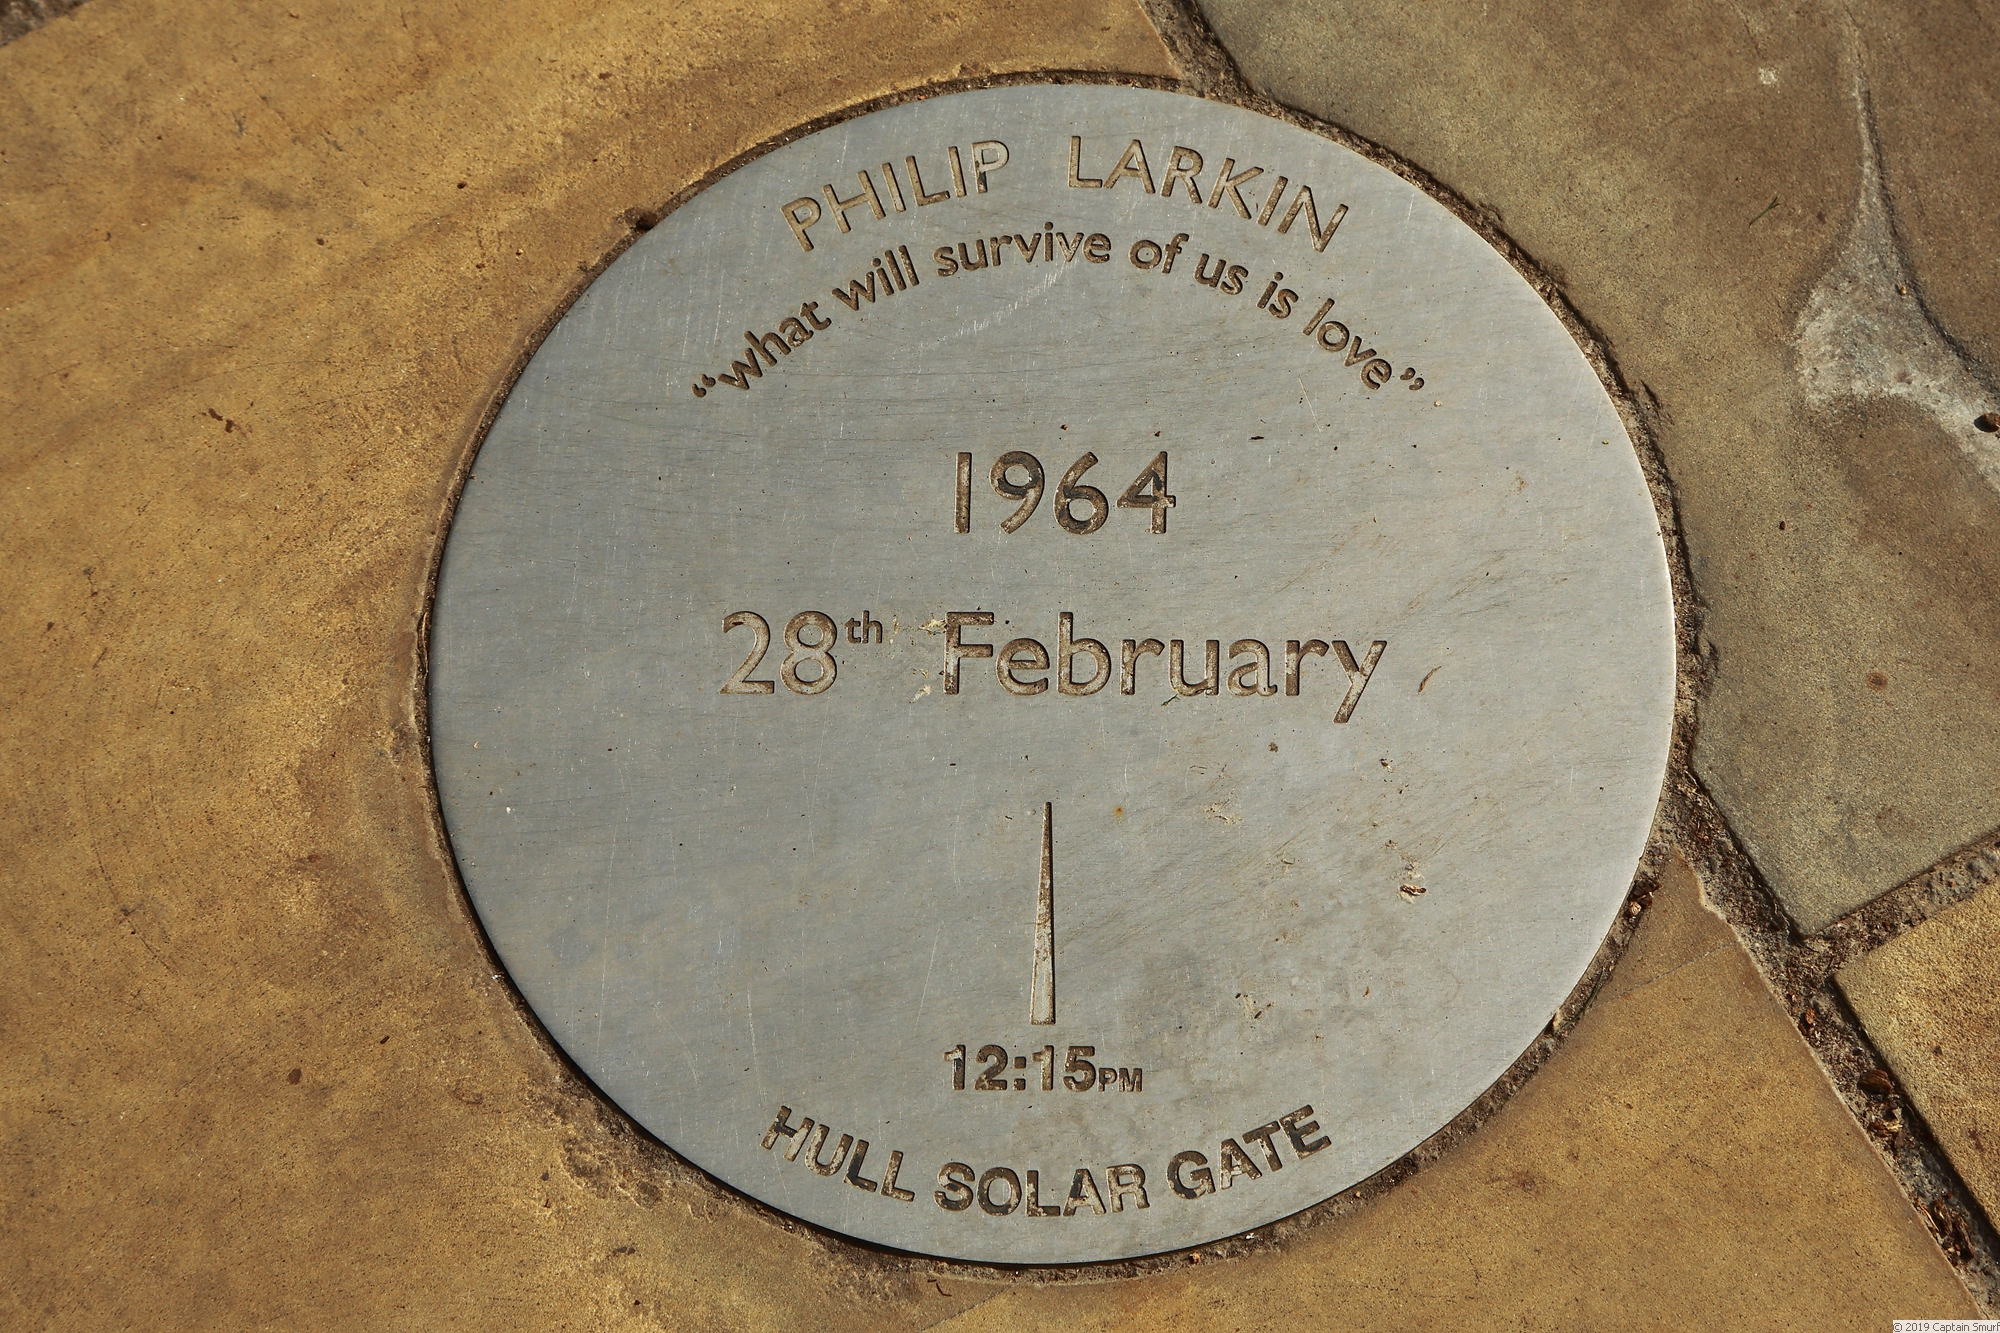 PHILIP LARKIN
“what will survive of us is love”
1964
28th February
12:15PM
HULL SOLAR GATE
© 2019 Captain Smurf